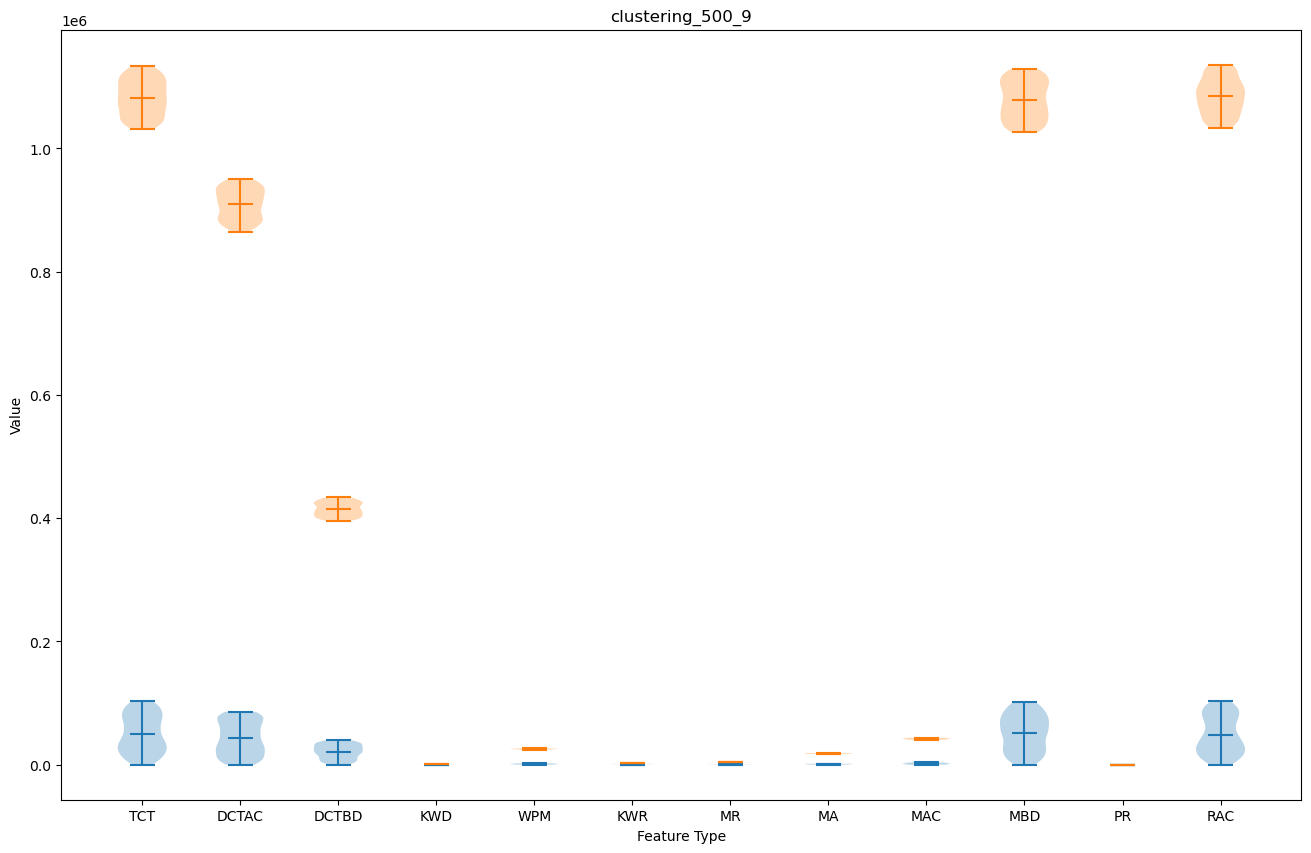 clustering_500_9
1e6
1.0
0.8
0.6
0.4
0.2
0.0
Value
TCT DCTAC DCTBD KWD WPM KWR MR MA MAC MBD PR RAC
Feature Type